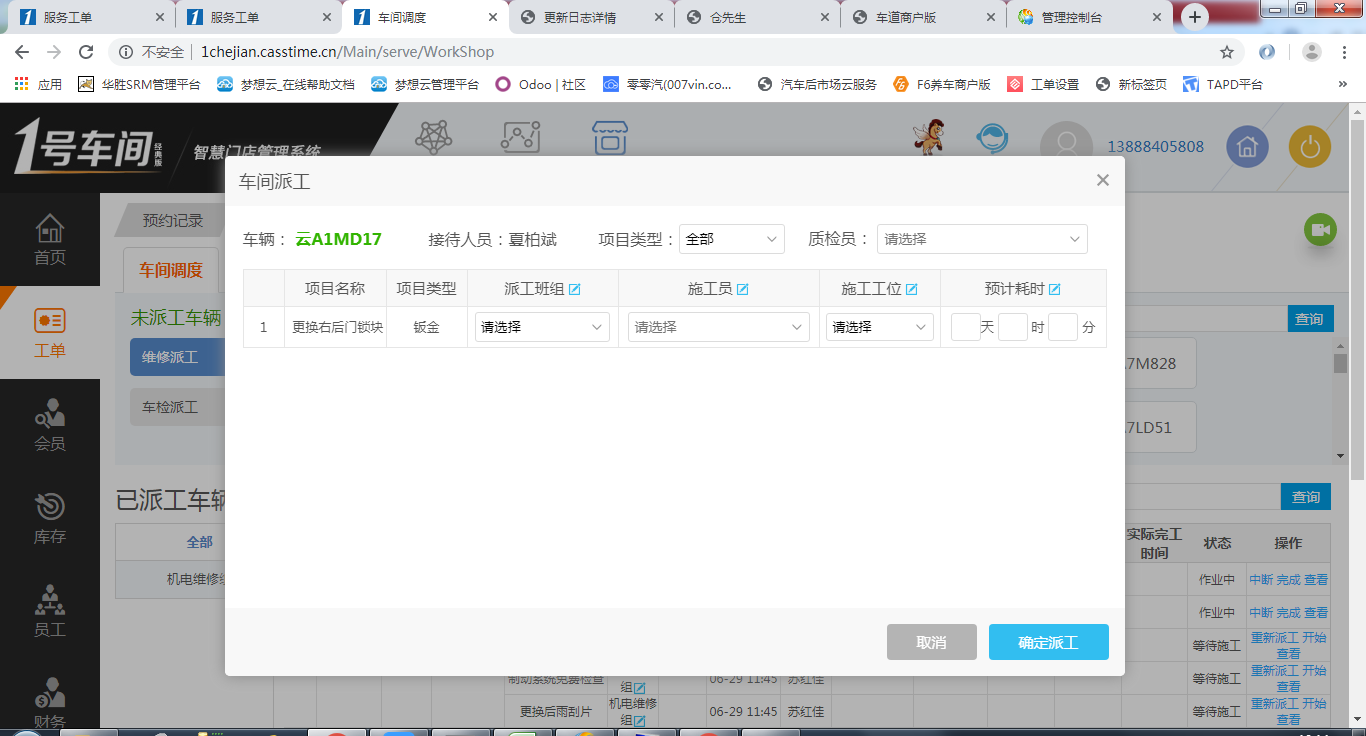 服务工单
服务工单
车间调度
更新日志详情
仓先生
车道商户版
管理控制台
不安全 1chejian.casstime.cn/Main/serve/WorkShop
应用 华胜SRM管理平台 梦想云_在线帮助文档 梦想云管理平台 Odoo | 社区 零零汽(007vin.co... 汽车后市场云服务 F6养车商户版 工单设置 新标签页 TAPD平台 »
1号车间 经典版 智慧门店管理系统
13888405808
首页
工单
会员
库存
员工
财务
预约记录
车间调度
未派工车辆
维修派工
车检派工
查询
7M828
7LD51
车间派工
车辆： 云A1MD17 接待人员：夏柏斌 项目类型： 全部 质检员： 请选择
项目名称 项目类型 派工班组 施工员 施工工位 预计耗时
1 更换右后门锁块 钣金 请选择 请选择 请选择 天 时 分
取消 确定派工
已派工车辆
查询
全部
机电维修
实际完工时间 状态 操作
作业中 中断 完成 查看
作业中 中断 完成 查看
等待施工 重新派工 开始 查看
制动系统免费检查 组 06-29 11:45 苏红佳 等待施工 重新派工 开始 查看
更换后雨刮片 机电维修组 06-29 11:45 苏红佳 等待施工 重新派工 开始 查看